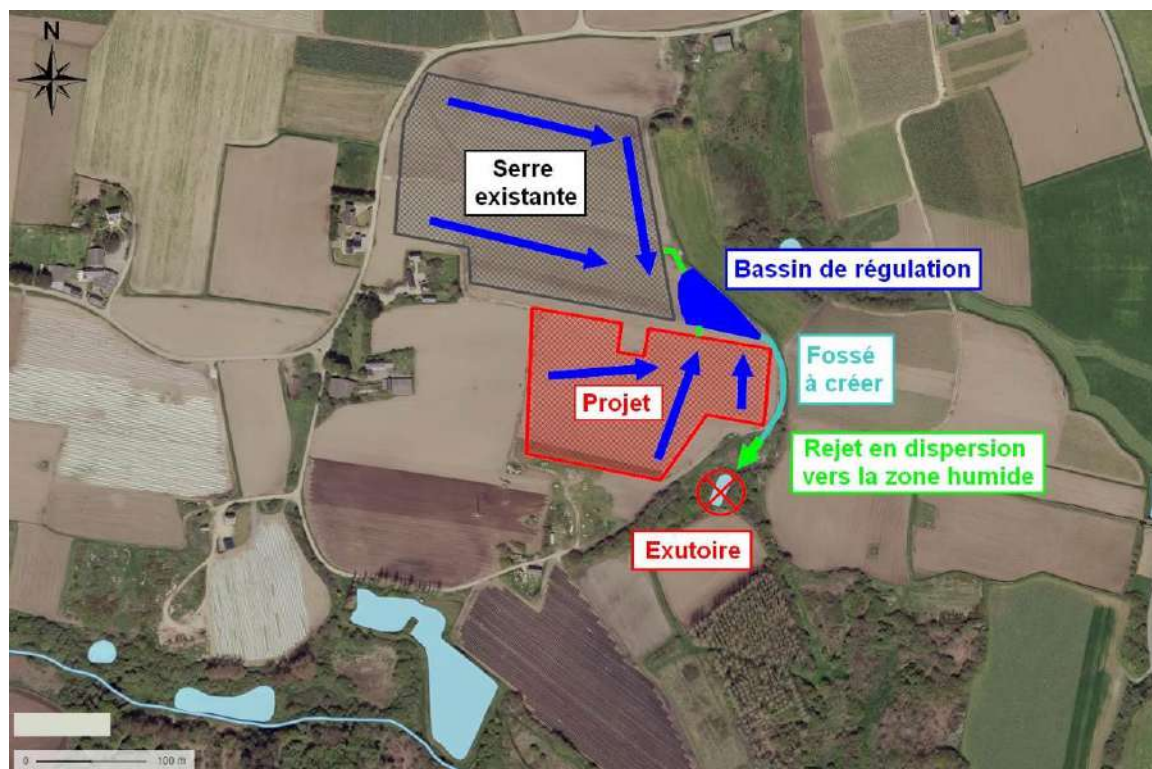 N
Serre
existante
Bassin de régulation
Fossé
à créer
Projet
Rejet en dispersion
vers la zone humide
Exutoire
0 100 m